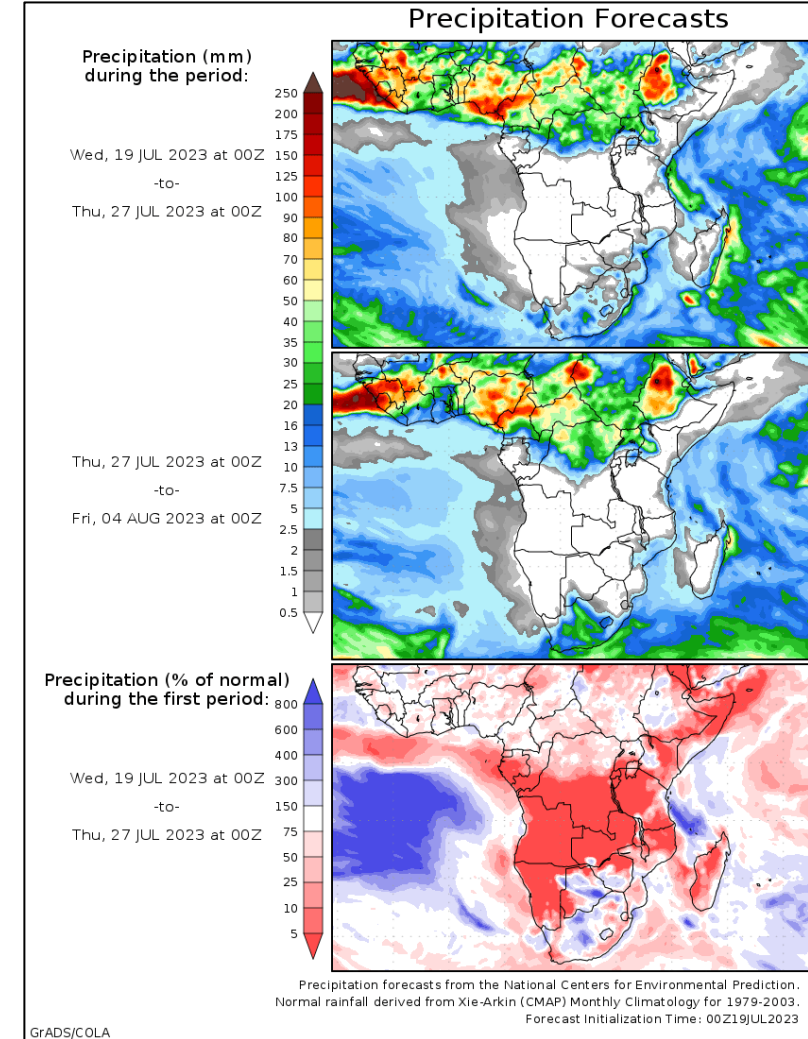 Precipitation Forecasts
Precipitation (mm)
during the period:
Wed, 19 JUL 2023 at 00Z
-to-
Thu, 27 JUL 2023 at 00Z
250
200
175
150
125
100
90
80
70
60
50
40
35
30
25
20
16
13
10
7.5
5
2.5
2
1.5
1
0.5
Thu, 27 JUL 2023 at 00Z
-to-
Fri, 04 AUG 2023 at 00Z
Precipitation (% of normal)
during the first period:
Wed, 19 JUL 2023 at 00Z
-to-
Thu, 27 JUL 2023 at 00Z
800
600
400
300
150
75
50
25
10
5
Precipitation forecasts from the National Centers for Environmental Prediction.
Normal rainfall derived from Xie-Arkin (CMAP) Monthly Climatology for 1979-2003.
Forecast Initialization Time: 00Z19JUL2023
GrADS/COLA